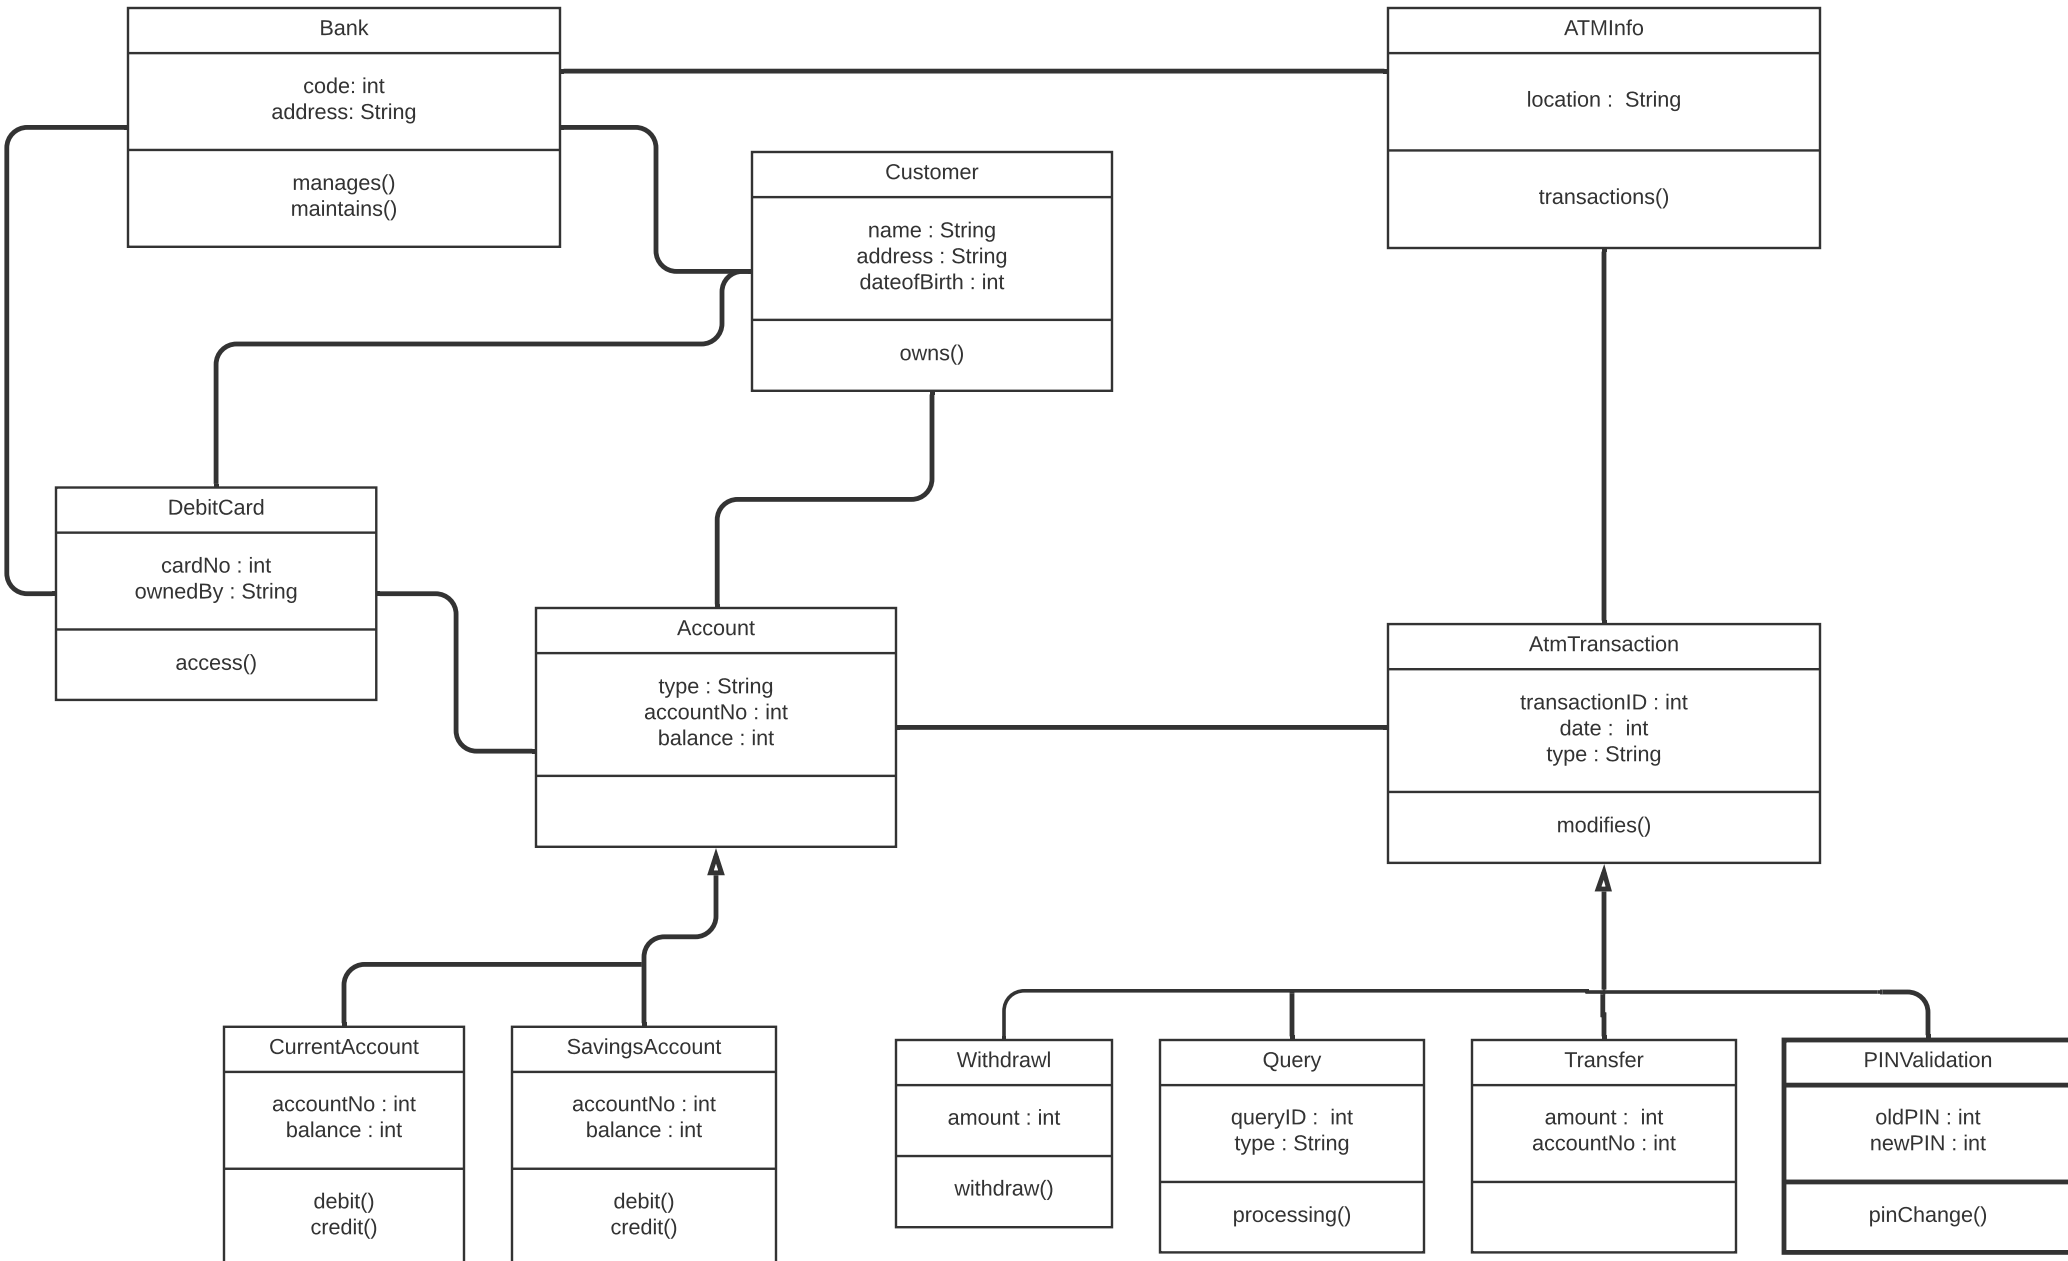 Bank
code: int
address: String
manages()
maintains()
ATMInfo
location :  String
transactions()
Customer
name : String
address : String
dateofBirth : int
owns()
DebitCard
cardNo : int
ownedBy : String
access()
Account
type : String
accountNo : int
balance : int
AtmTransaction
transactionID : int
date :  int
type : String
modifies()
CurrentAccount
accountNo : int
balance : int
debit()
credit()
SavingsAccount
accountNo : int
balance : int
debit()
credit()
Withdrawl
amount : int
withdraw()
Query
queryID :  int
type : String
processing()
Transfer
amount :  int
accountNo : int
PINValidation
oldPIN : int
newPIN : int
pinChange()